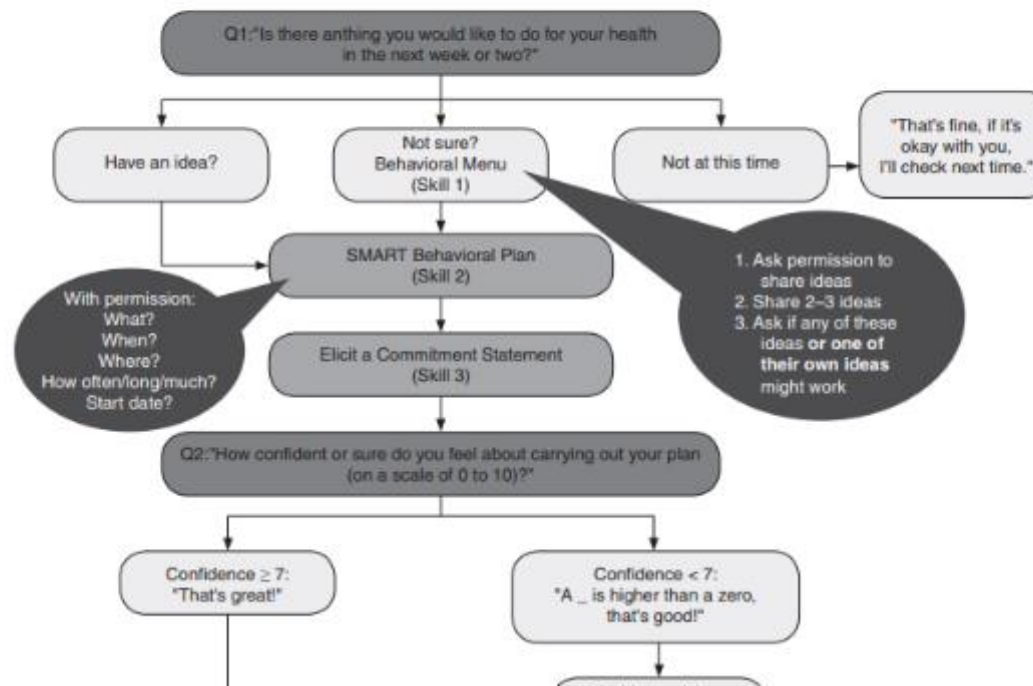 Q1:"Is there anthing you would like to do for your health
in the next week or two?"
Have an idea?
Not sure?
Behavioral Menu
(Skill 1)
Not at this time
"That's fine, if it's
okay with you,
I'll check next time."
SMART Behavioral Plan
(Skill 2)
With permission:
What?
When?
Where?
How often/long/much?
Start date?
1. Ask permission to
share ideas
2. Share 2–3 ideas
3. Ask if any of these
ideas or one of
their own ideas
might work
Elicit a Commitment Statement
(Skill 3)
Q2:"How confident or sure do you feel about carrying out your plan
(on a scale of 0 to 10)?"
Confidence ≥ 7:
"That's great!"
Confidence < 7:
"A _ is higher than a zero,
that's good!"